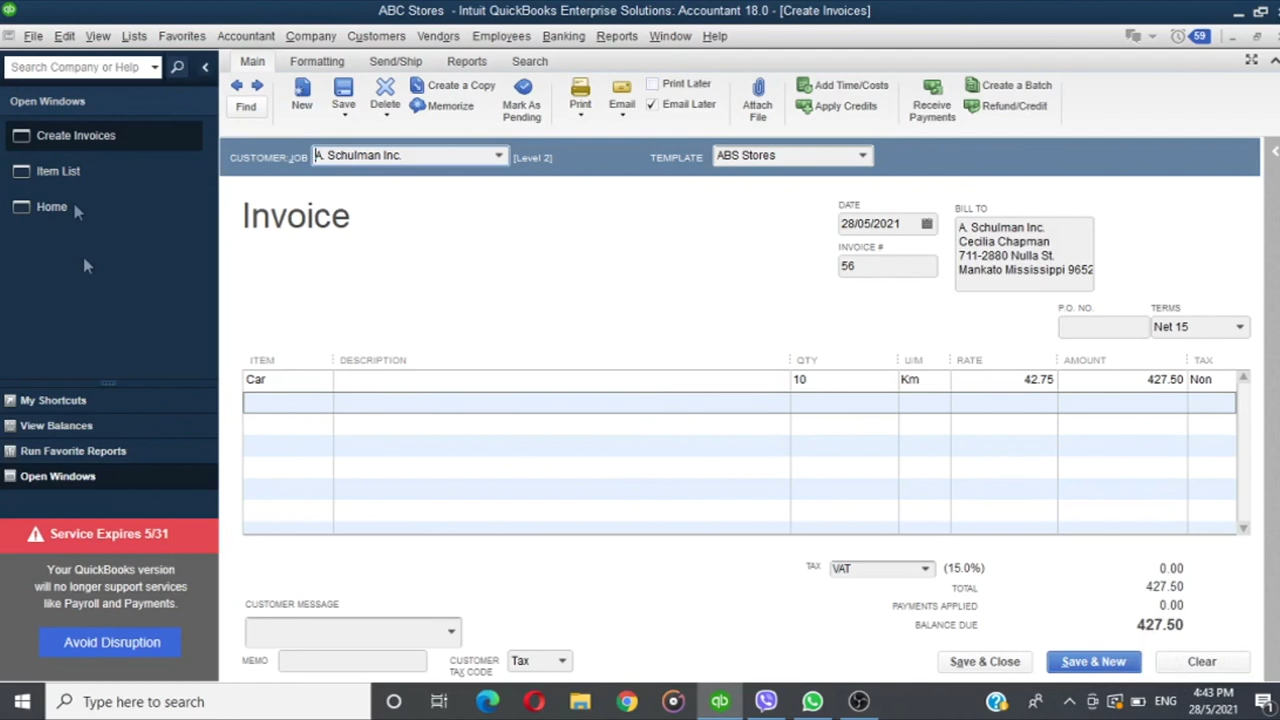 ABC Stores - Intuit QuickBooks Enterprise Solutions: Accountant 18.0 - [Create Invoices]
File Edit View Lists Favorites Accountant Company Customers Vendors Employees Banking Reports Window Help
59
Search Company or Help
Open Windows
Create Invoices
Item List
Home
My Shortcuts
View Balances
Run Favorite Reports
Open Windows
Service Expires 5/31
Your QuickBooks version
will no longer support services
like Payroll and Payments.
Avoid Disruption
Main Formatting Send/Ship Reports Search
Find
New
Save
Delete
Create a Copy
Memorize
Mark As
Pending
Print
Email
Print Later
Email Later
Attach
File
Add Time/Costs
Apply Credits
Receive
Payments
Create a Batch
Refund/Credit
CUSTOMER:JOB A. Schulman Inc. [Level 2] TEMPLATE ABS Stores
Invoice
DATE
28/05/2021
INVOICE #
56
BILL TO
A. Schulman Inc.
Cecilia Chapman
711-2880 Nulla St.
Mankato Mississippi 9652
P.O. NO. TERMS
Net 15
ITEM DESCRIPTION QTY U/M RATE AMOUNT TAX
Car 10 Km 42.75 427.50 Non
TAX VAT (15.0%) 0.00
TOTAL 427.50
PAYMENTS APPLIED 0.00
BALANCE DUE 427.50
CUSTOMER MESSAGE
MEMO
CUSTOMER
TAX CODE
Tax
Save & Close Save & New Clear
Type here to search
ENG
4:43 PM
28/5/2021
1